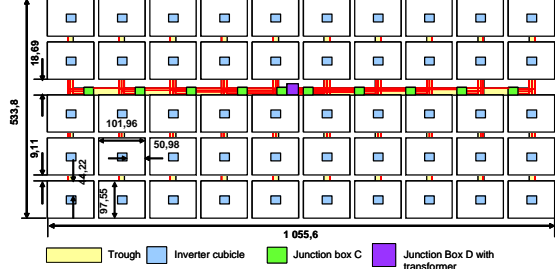 18,69
533,8
101,96
50,98
9,11
44,22
97,55
1 055,6
Trough
Inverter cubicle
Junction box C
Junction Box D with
transformer